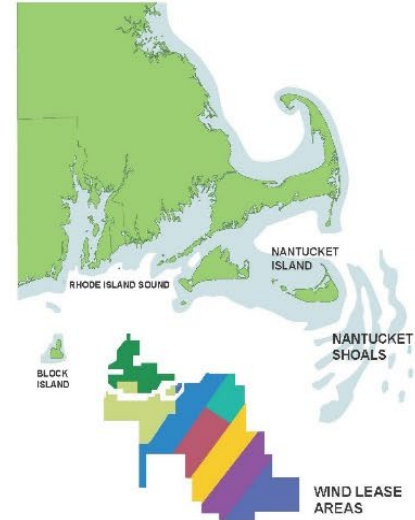 NANTUCKET
ISLAND
RHODE ISLAND SOUND
NANTUCKET
SHOALS
BLOCK
ISLAND
WIND LEASE
AREAS